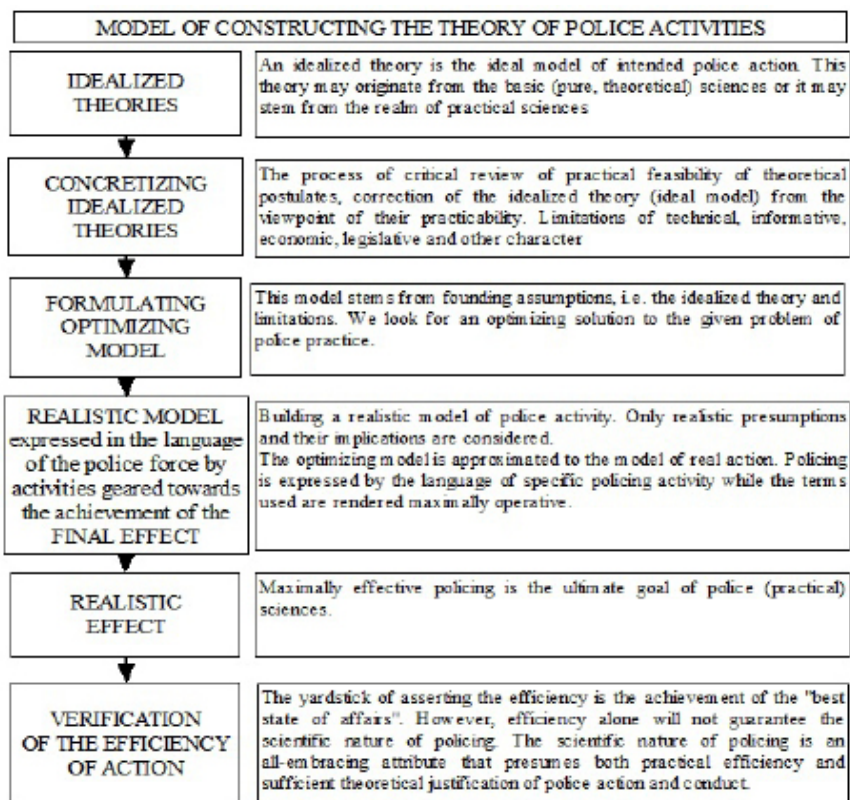 MODEL OF CONSTRUCTING THE THEORY OF POLICE ACTIVITIES
IDEALIZED
THEORIES
An idealized theory is the ideal model of intended police action. This
theory may originate from the basic (pure, theoretical) sciences or it may
stem from the realm of practical sciences
CONCRETIZING
IDEALIZED
THEORIES
The process of critical review of practical feasibility of theoretical
postulates, correction of the idealized theory (ideal model) from the
viewpoint of their practicability. Limitations of technical, informative,
economic, legislative and other character
FORMULATING
OPTIMIZING
MODEL
This model stems from founding assumptions, i.e. the idealized theory and
limitations. We look for an optimizing solution to the given problem of
police practice.
REALISTIC MODEL
expressed in the language
of the police force by
activities geared towards
the achievement of the
FINAL EFFECT
Building a realistic model of police activity. Only realistic presumptions
and their implications are considered.
The optimizing model is approximated to the model of real action. Policing
is expressed by the language of specific policing activity while the terms
used are rendered maximally operative.
REALISTIC
EFFECT
Maximally effective policing is the ultimate goal of police (practical)
sciences.
VERIFICATION
OF THE EFFICIENCY
OF ACTION
The yardstick of asserting the efficiency is the achievement of the "best
state of affairs". However, efficiency alone will not guarantee the
scientific nature of policing. The scientific nature of policing is an
all-embracing attribute that presumes both practical efficiency and
sufficient theoretical justification of police action and conduct.